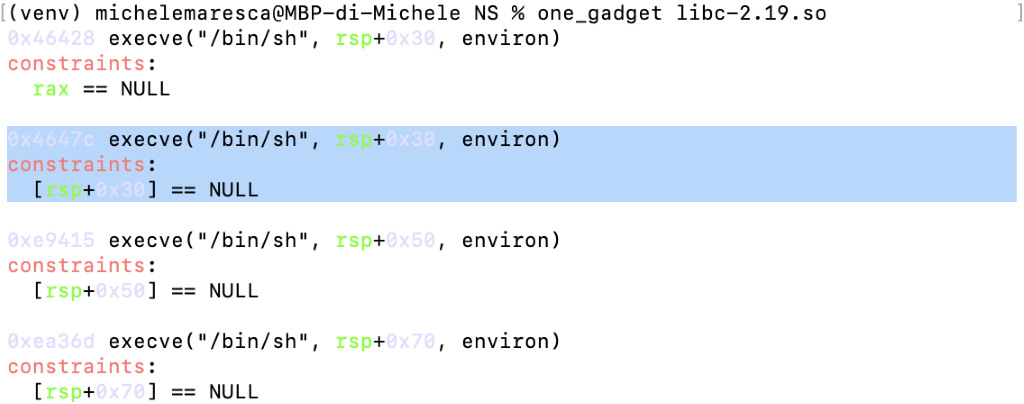 [(venv) michelemaresca@MBP-di-Michele NS % one_gadget libc-2.19.so ]
0x46428 execve("/bin/sh", rsp+0x30, environ)
constraints:
  rax == NULL

0x4647c execve("/bin/sh", rsp+0x30, environ)
constraints:
  [rsp+0x30] == NULL

0xe9415 execve("/bin/sh", rsp+0x50, environ)
constraints:
  [rsp+0x50] == NULL

0xea36d execve("/bin/sh", rsp+0x70, environ)
constraints:
  [rsp+0x70] == NULL